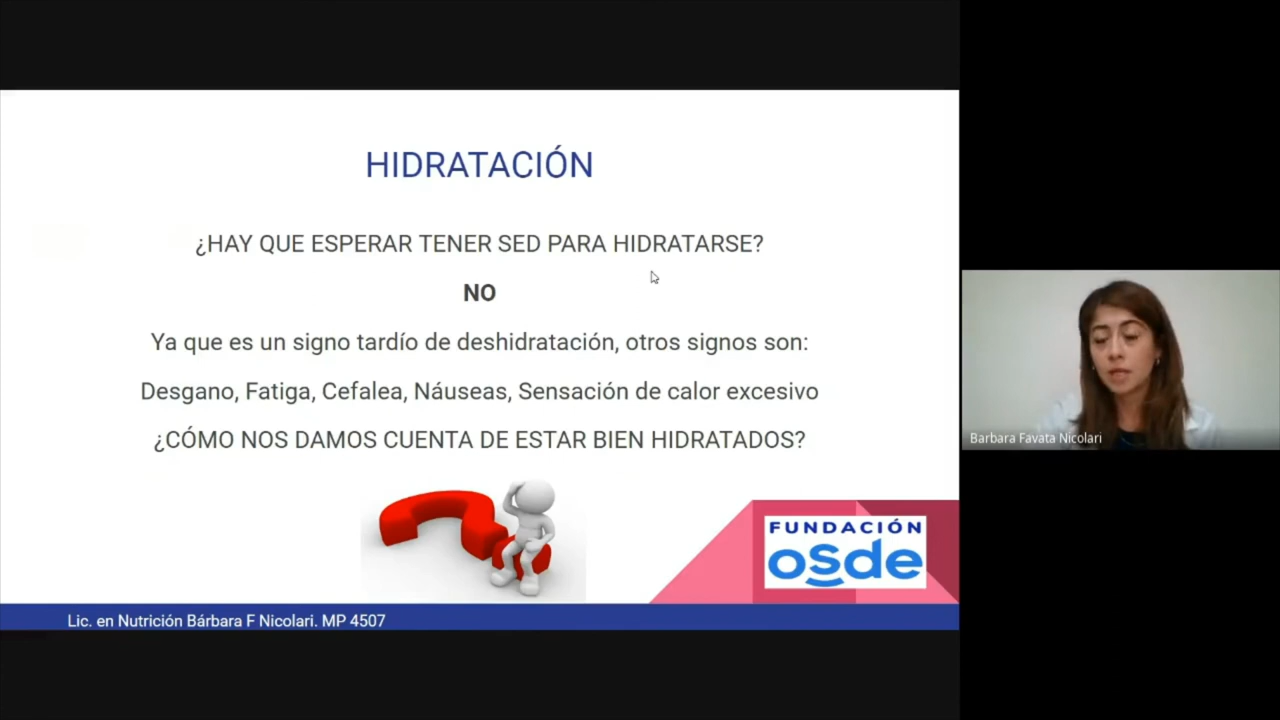 HIDRATACIÓN
¿HAY QUE ESPERAR TENER SED PARA HIDRATARSE?
NO
Ya que es un signo tardío de deshidratación, otros signos son:
Desgano, Fatiga, Cefalea, Náuseas, Sensación de calor excesivo
¿CÓMO NOS DAMOS CUENTA DE ESTAR BIEN HIDRATADOS?
FUNDACIÓN
osde
Lic. en Nutrición Bárbara F Nicolari. MP 4507
Barbara Favata Nicolari